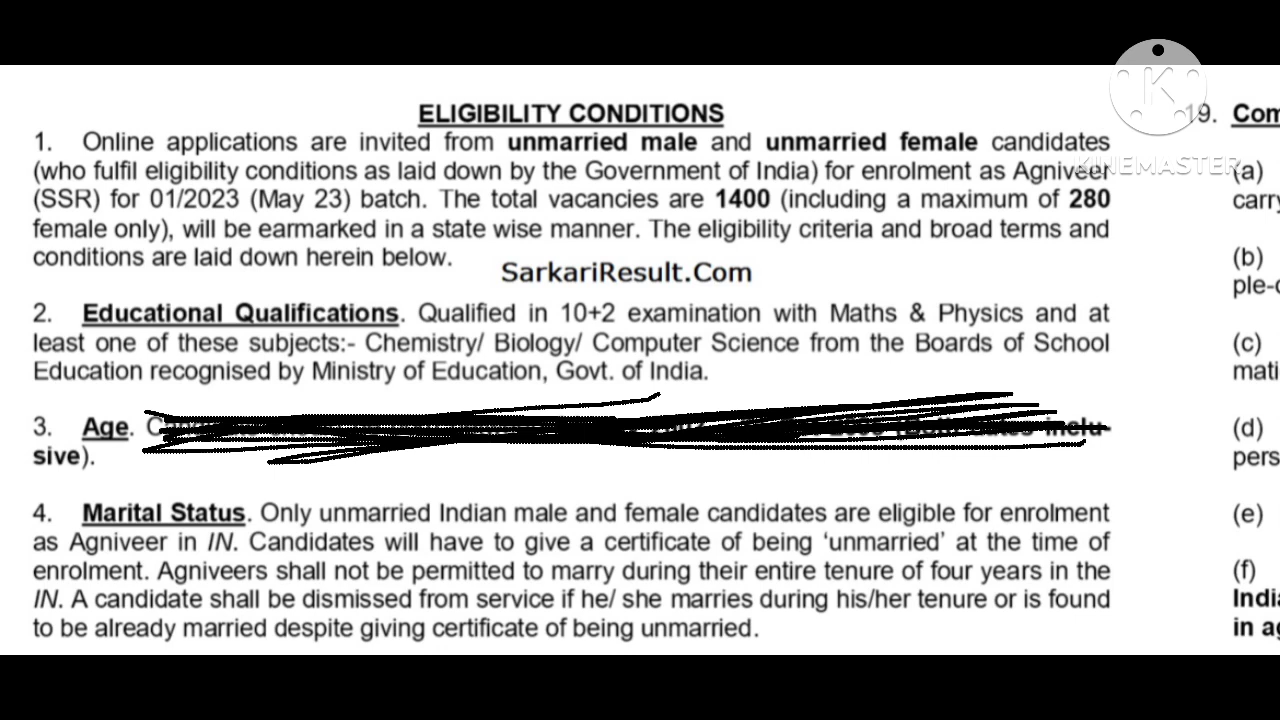 ELIGIBILITY CONDITIONS
1. Online applications are invited from unmarried male and unmarried female candidates
(who fulfil eligibility conditions as laid down by the Government of India) for enrolment as Agniveer
(SSR) for 01/2023 (May 23) batch. The total vacancies are 1400 (including a maximum of 280
female only), will be earmarked in a state wise manner. The eligibility criteria and broad terms and
conditions are laid down herein below.
SarkariResult.Com
2. Educational Qualifications. Qualified in 10+2 examination with Maths & Physics and at
least one of these subjects:- Chemistry/ Biology/ Computer Science from the Boards of School
Education recognised by Ministry of Education, Govt. of India.
3. Age. inclu-
sive).
4. Marital Status. Only unmarried Indian male and female candidates are eligible for enrolment
as Agniveer in IN. Candidates will have to give a certificate of being ‘unmarried’ at the time of
enrolment. Agniveers shall not be permitted to marry during their entire tenure of four years in the
IN. A candidate shall be dismissed from service if he/ she marries during his/her tenure or is found
to be already married despite giving certificate of being unmarried.
K
KINEMASTER
19. Com
(a)
carry
(b)
ple-
(c)
mati
(d)
pers
(e)
(f)
India
in ag